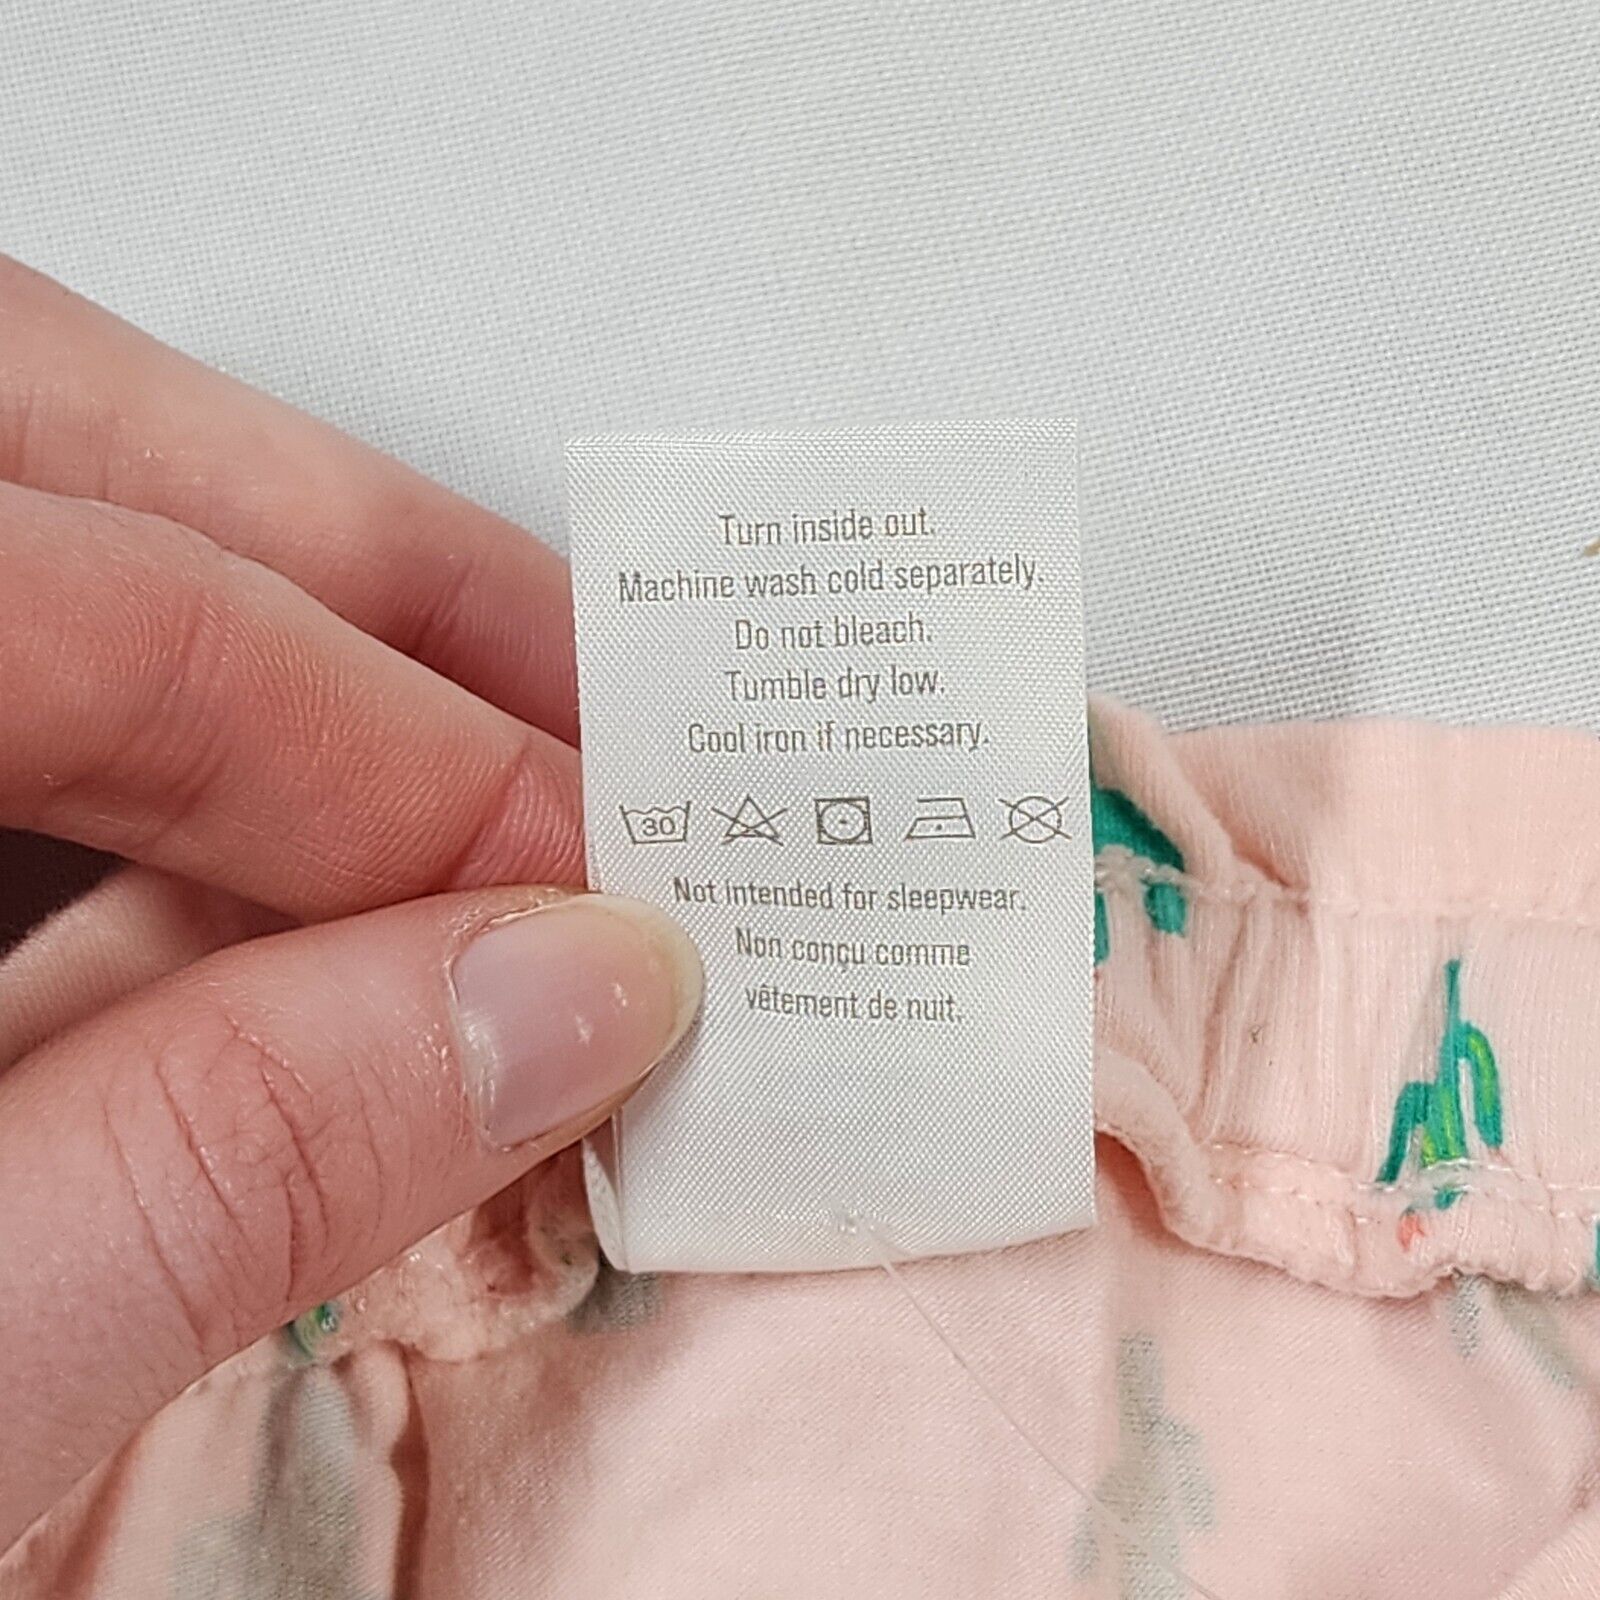 Turn inside out.
Machine wash cold separately.
Do not bleach.
Tumble dry low.
Cool iron if necessary.
30
Not intended for sleepwear.
Non conçu comme
vêtement de nuit.